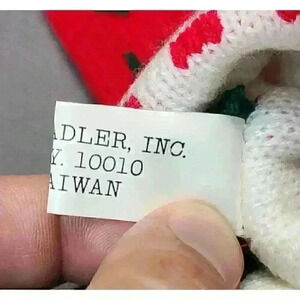 ADLER, INC.
Y. 10010
AIWAN